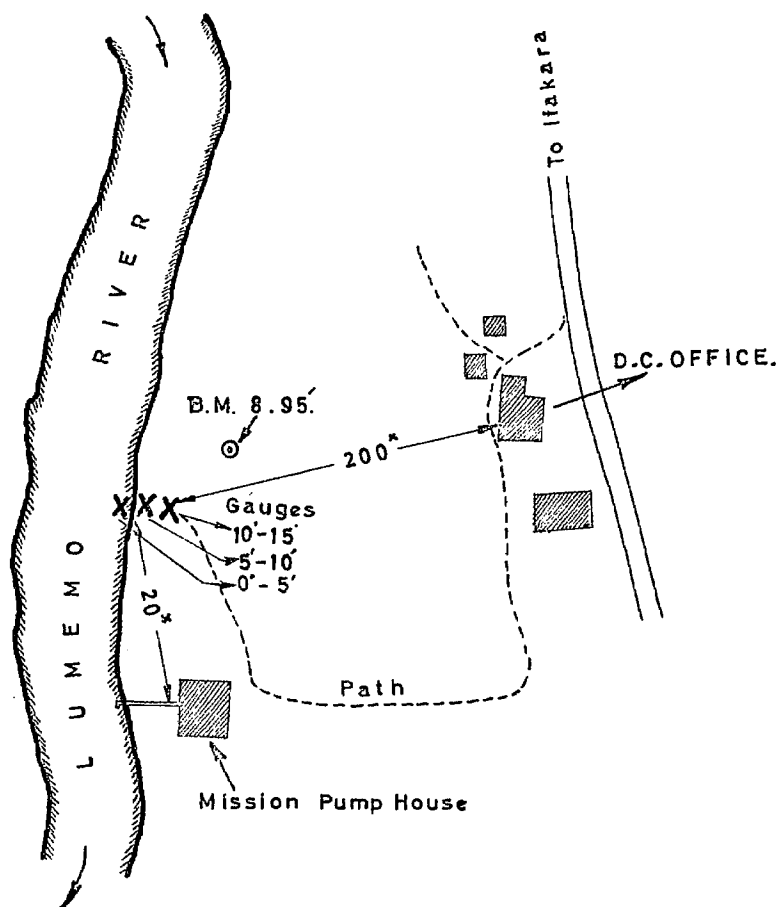 To Ifakara
LUMEMO RIVER
D.C. OFFICE.
B.M. 8.95.'
200ˣ
Gauges
10'-15'
5'-10'
0'-5'
20ˣ
Path
Mission Pump House